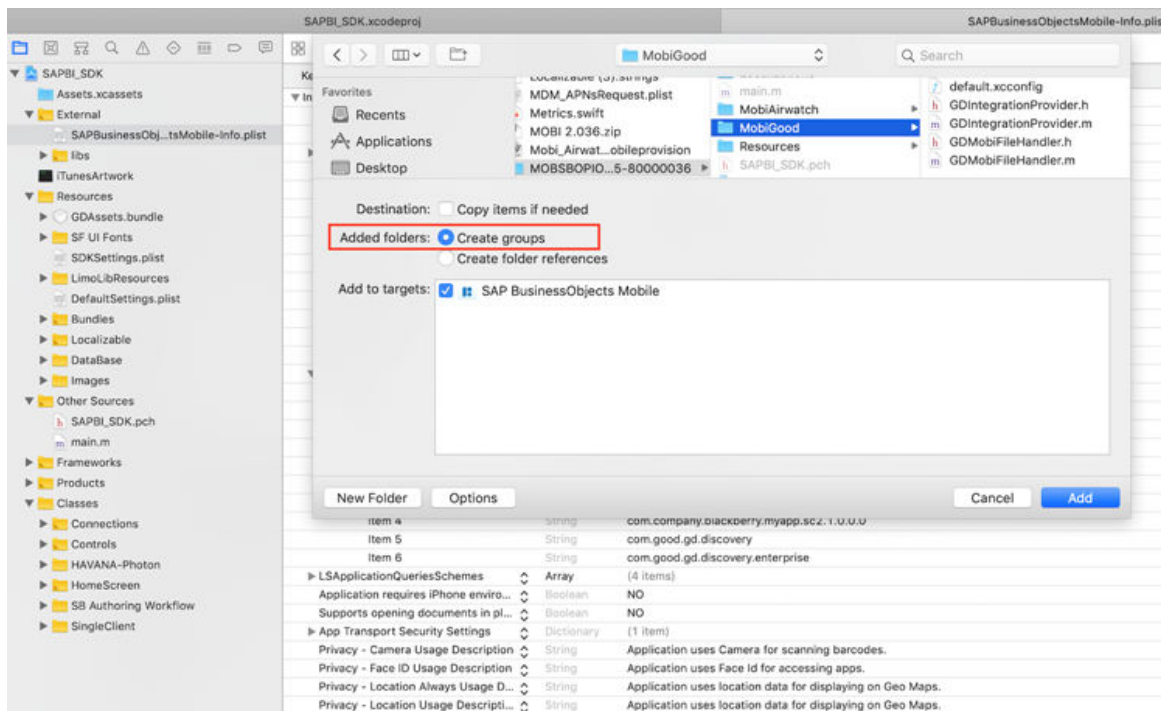 SAPBI_SDK.xcodeproj
SAPBusinessObjectsMobile-Info.plis
SAPBI_SDK
Assets.xcassets
External
SAPBusinessObj...tsMobile-Info.plist
libs
iTunesArtwork
Resources
GDAssets.bundle
SF UI Fonts
SDKSettings.plist
LimoLibResources
DefaultSettings.plist
Bundles
Localizable
DataBase
Images
Other Sources
SAPBI_SDK.pch
main.m
Frameworks
Products
Classes
Connections
Controls
HAVANA-Photon
HomeScreen
SB Authoring Workflow
SingleClient
Ke
In
MobiGood
Search
Favorites
Recents
Applications
Desktop
Localizable (3).strings
MDM_APNsRequest.plist
Metrics.swift
MOBI 2.036.zip
Mobi_Airwat...obileprovision
MOBSBOPIO...5-80000036
main.m
MobiAirwatch
MobiGood
Resources
SAPBI_SDK.pch
default.xcconfig
GDIntegrationProvider.h
GDIntegrationProvider.m
GDMobiFileHandler.h
GDMobiFileHandler.m
Destination: Copy items if needed
Added folders: Create groups
Create folder references
Add to targets: SAP BusinessObjects Mobile
New Folder Options Cancel Add
Item 4 String com.company.blackberry.myapp.sc2.1.0.0.0
Item 5 String com.good.gd.discovery
Item 6 String com.good.gd.discovery.enterprise
LSApplicationQueriesSchemes Array (4 items)
Application requires iPhone enviro... Boolean NO
Supports opening documents in pl... Boolean NO
App Transport Security Settings Dictionary (1 item)
Privacy - Camera Usage Description String Application uses Camera for scanning barcodes.
Privacy - Face ID Usage Description String Application uses Face Id for accessing apps.
Privacy - Location Always Usage D... String Application uses location data for displaying on Geo Maps.
Privacy - Location Usage Descripti... String Application uses location data for displaying on Geo Maps.